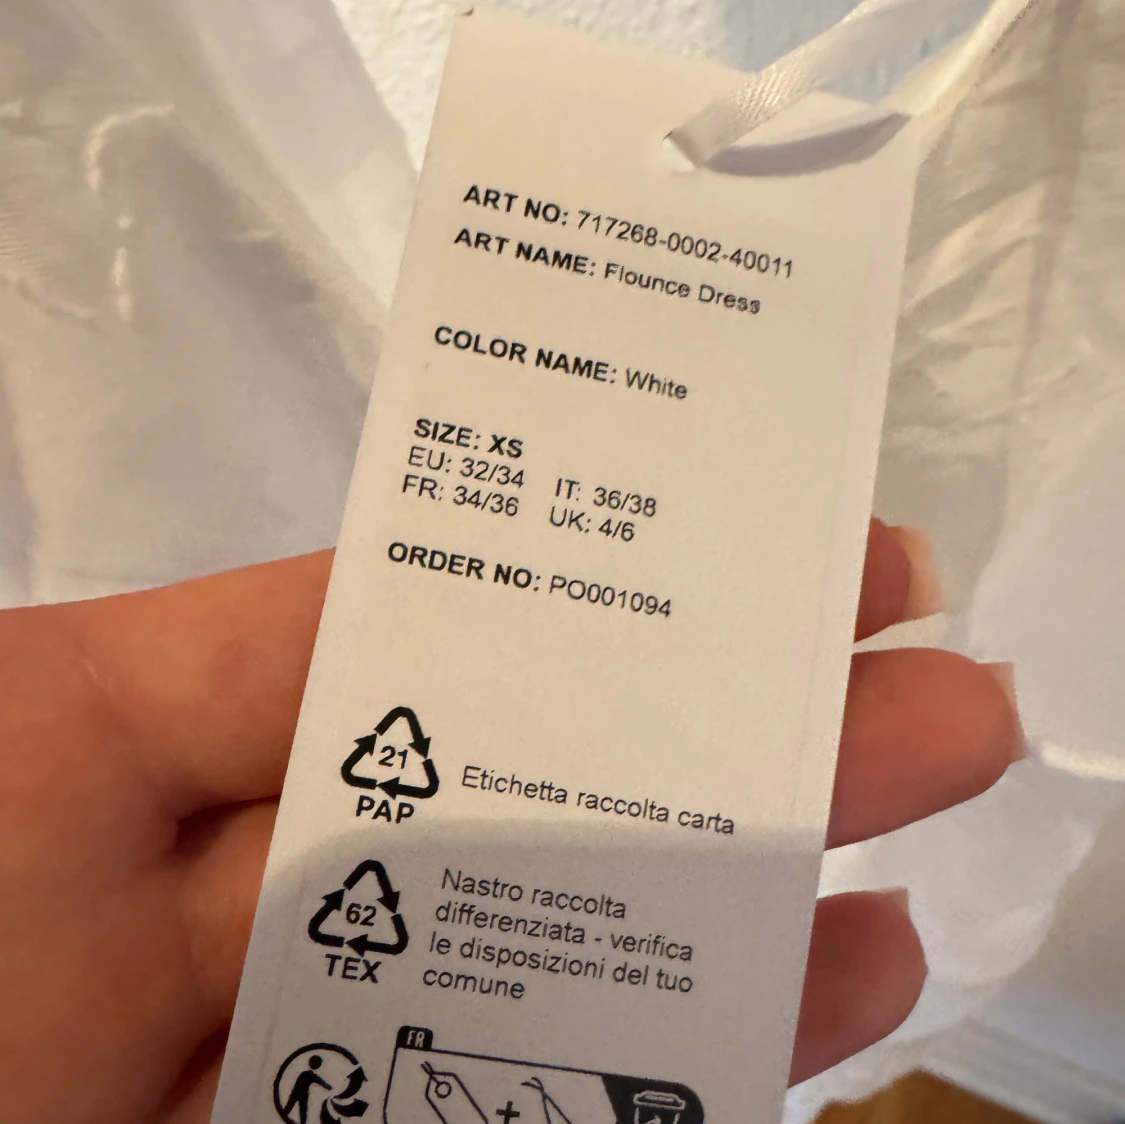 ART NO: 717268-0002-40011
ART NAME: Flounce Dress
COLOR NAME: White
SIZE: XS
EU: 32/34 IT: 36/38
FR: 34/36 UK: 4/6
ORDER NO: PO001094
21
PAP
Etichetta raccolta carta
62
TEX
Nastro raccolta
differenziata - verifica
le disposizioni del tuo
comune
FR
+